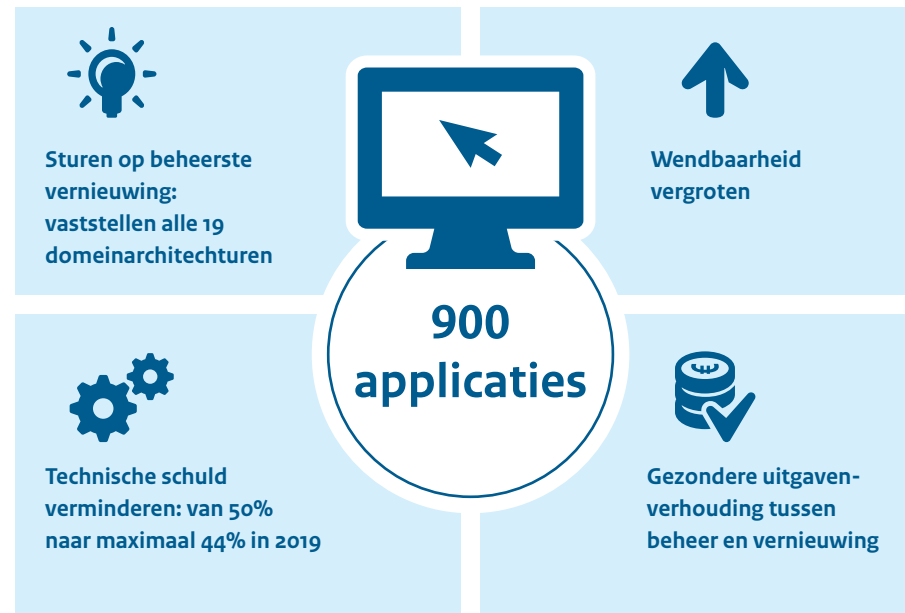 Sturen op beheerste
vernieuwing:
vaststellen alle 19
domeinarchitechturen
Wendbaarheid
vergroten
900
applicaties
Technische schuld
verminderen: van 50%
naar maximaal 44% in 2019
Gezondere uitgaven-
verhouding tussen
beheer en vernieuwing